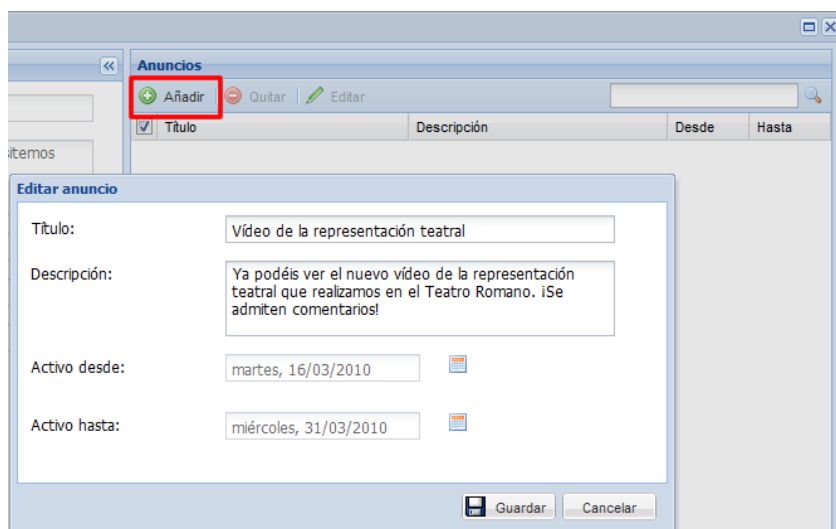 Anuncios
Añadir Quitar Editar
Título Descripción Desde Hasta
sitemos
Editar anuncio
Título: Vídeo de la representación teatral
Descripción: Ya podéis ver el nuevo vídeo de la representación
teatral que realizamos en el Teatro Romano. ¡Se
admiten comentarios!
Activo desde: martes, 16/03/2010
Activo hasta: miércoles, 31/03/2010
Guardar Cancelar